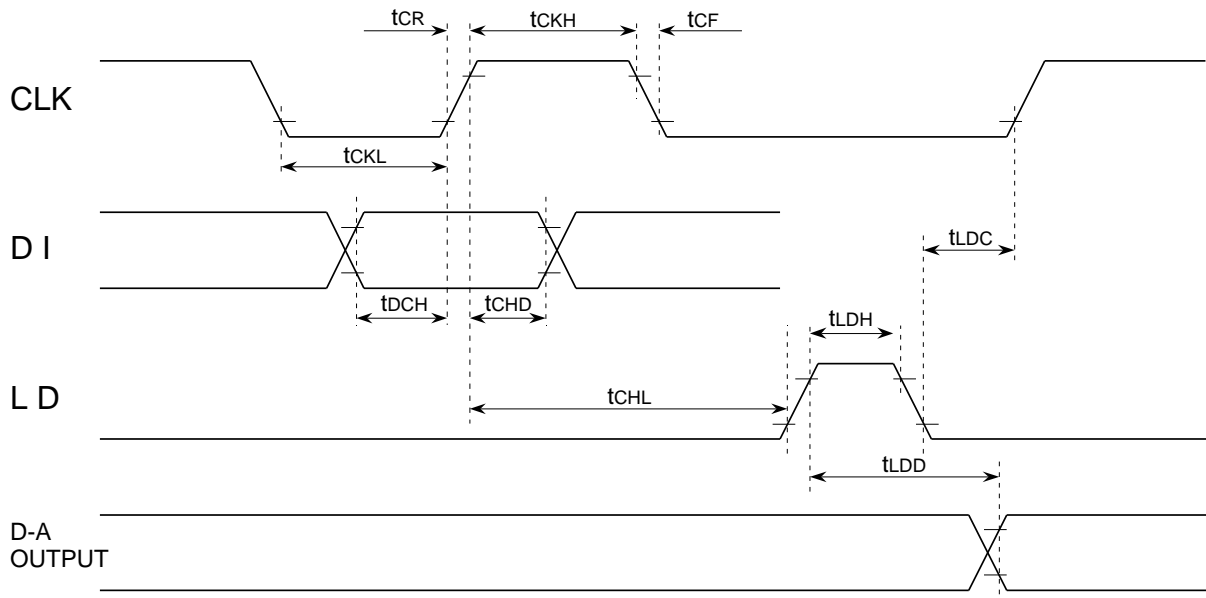 tCR
tCKH
tCF
CLK
tCKL
D I
tLDC
tDCH
tCHD
tLDH
L D
tCHL
tLDD
D-A
OUTPUT